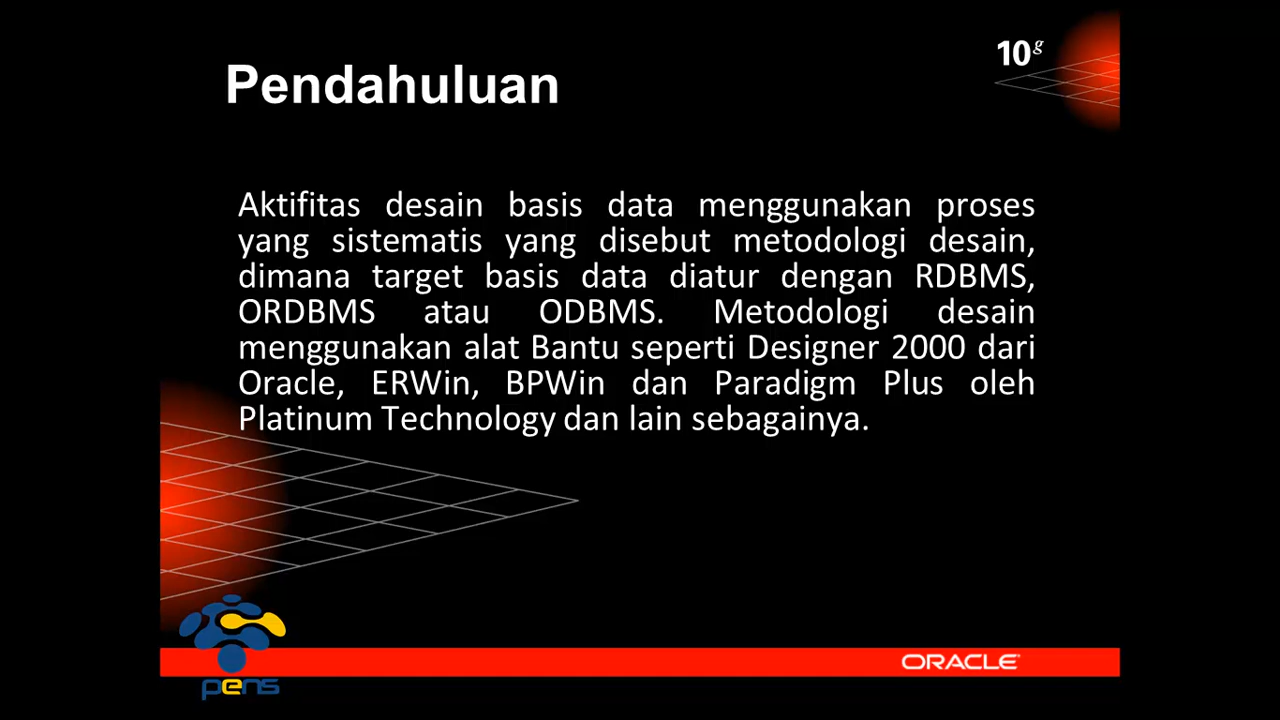 10g
Pendahuluan
Aktifitas desain basis data menggunakan proses
yang sistematis yang disebut metodologi desain,
dimana target basis data diatur dengan RDBMS,
ORDBMS atau ODBMS. Metodologi desain
menggunakan alat Bantu seperti Designer 2000 dari
Oracle, ERWin, BPWin dan Paradigm Plus oleh
Platinum Technology dan lain sebagainya.
ORACLE
pens